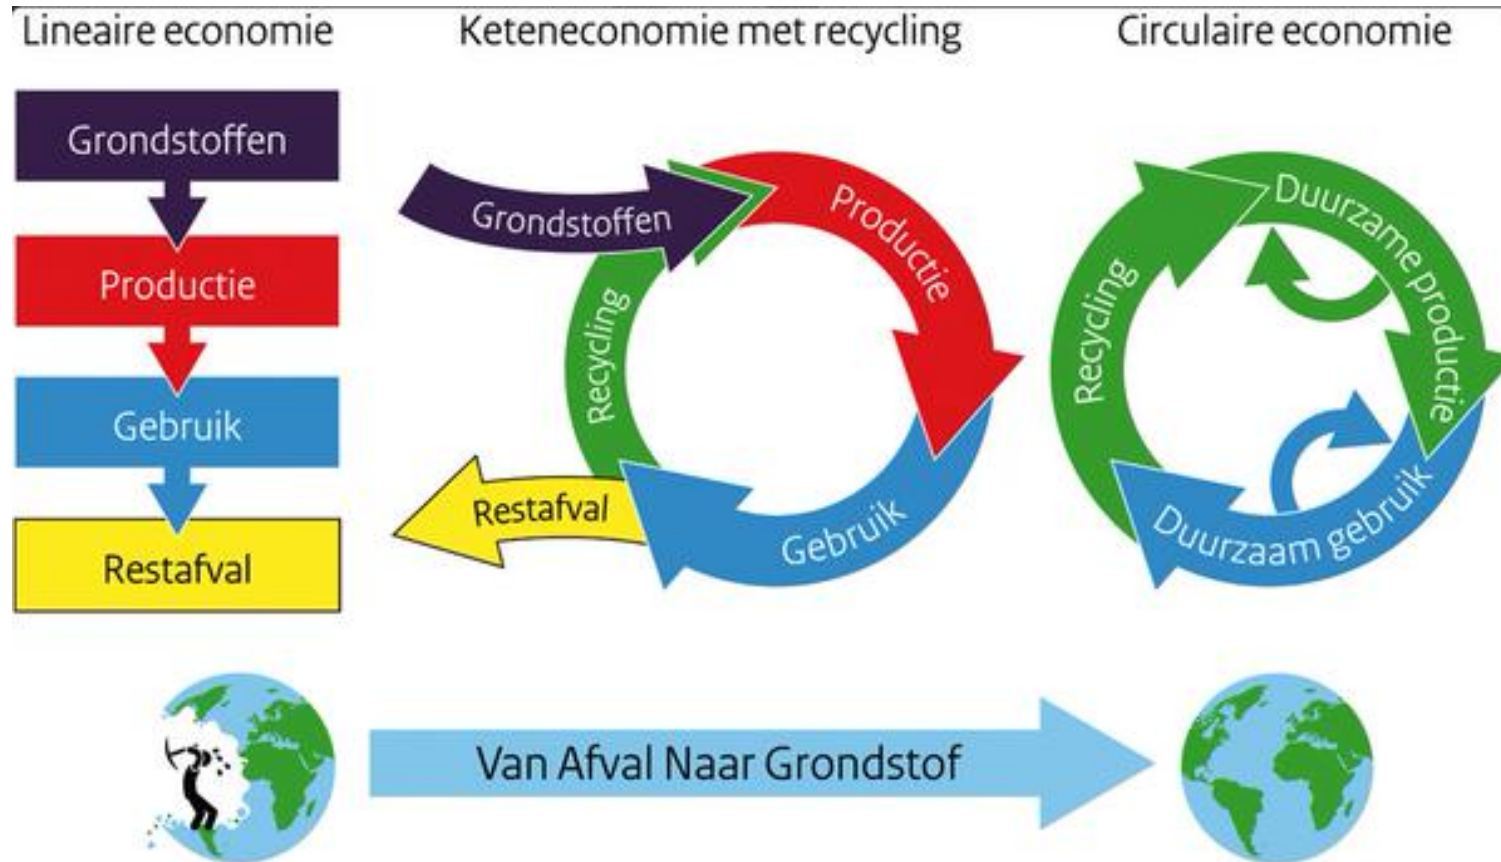 Lineaire economie
Grondstoffen
Productie
Gebruik
Restafval
Keteneconomie met recycling
Grondstoffen
Productie
Gebruik
Recycling
Restafval
Circulaire economie
Duurzame productie
Duurzaam gebruik
Recycling
Van Afval Naar Grondstof